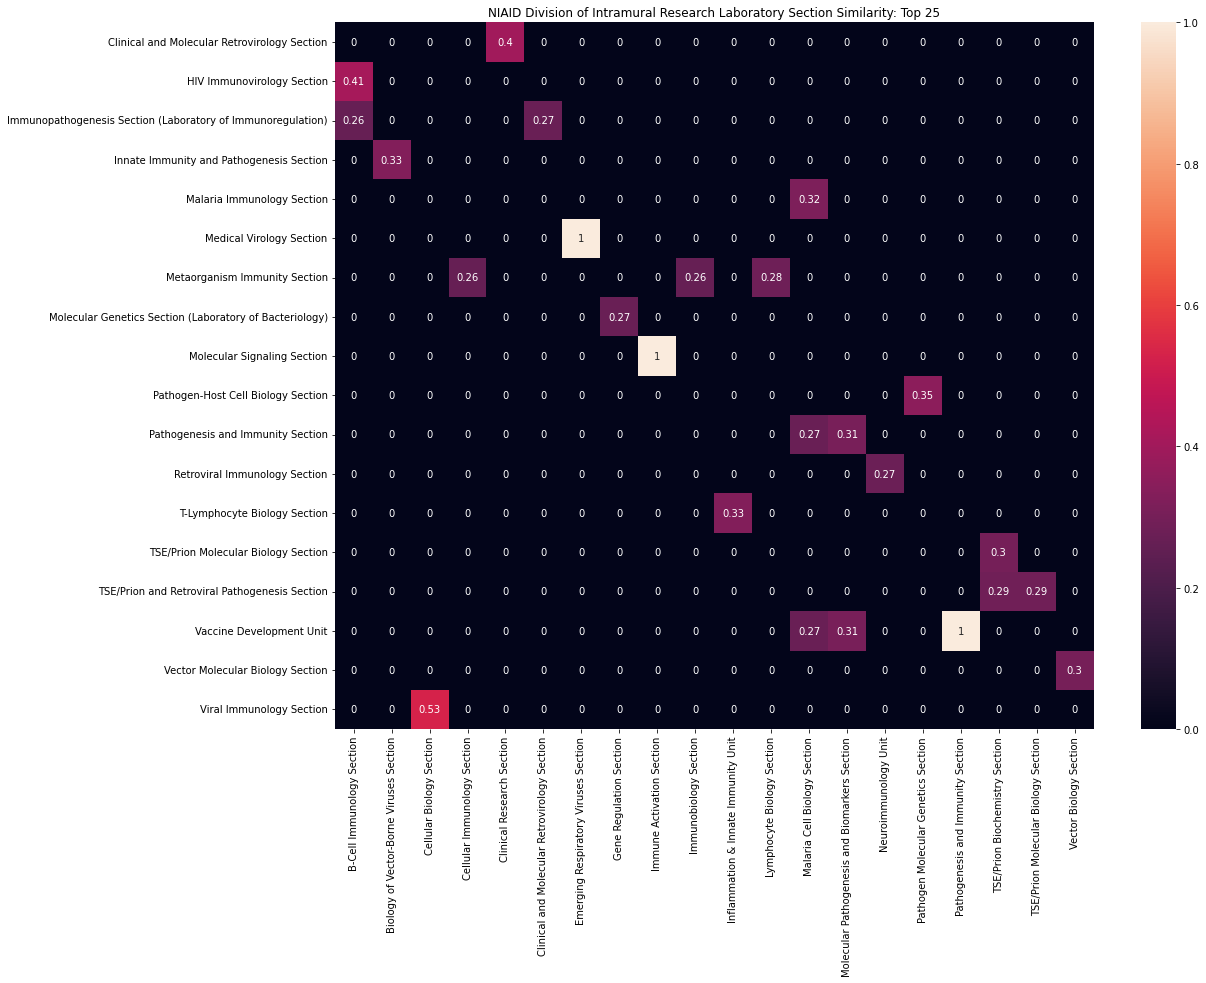 NIAID Division of Intramural Research Laboratory Section Similarity: Top 25
Clinical and Molecular Retrovirology Section 0 0 0 0 0.4 0 0 0 0 0 0 0 0 0 0 0 0 0 0 0
HIV Immunovirology Section 0.41 0 0 0 0 0 0 0 0 0 0 0 0 0 0 0 0 0 0 0
Immunopathogenesis Section (Laboratory of Immunoregulation) 0.26 0 0 0 0 0.27 0 0 0 0 0 0 0 0 0 0 0 0 0 0
Innate Immunity and Pathogenesis Section 0 0.33 0 0 0 0 0 0 0 0 0 0 0 0 0 0 0 0 0 0
Malaria Immunology Section 0 0 0 0 0 0 0 0 0 0 0 0 0.32 0 0 0 0 0 0 0
Medical Virology Section 0 0 0 0 0 0 1 0 0 0 0 0 0 0 0 0 0 0 0 0
Metaorganism Immunity Section 0 0 0 0.26 0 0 0 0 0 0.26 0 0.28 0 0 0 0 0 0 0 0
Molecular Genetics Section (Laboratory of Bacteriology) 0 0 0 0 0 0 0 0.27 0 0 0 0 0 0 0 0 0 0 0 0
Molecular Signaling Section 0 0 0 0 0 0 0 0 1 0 0 0 0 0 0 0 0 0 0 0
Pathogen-Host Cell Biology Section 0 0 0 0 0 0 0 0 0 0 0 0 0 0 0 0.35 0 0 0 0
Pathogenesis and Immunity Section 0 0 0 0 0 0 0 0 0 0 0 0 0.27 0.31 0 0 0 0 0 0
Retroviral Immunology Section 0 0 0 0 0 0 0 0 0 0 0 0 0 0 0.27 0 0 0 0 0
T-Lymphocyte Biology Section 0 0 0 0 0 0 0 0 0 0 0.33 0 0 0 0 0 0 0 0 0
TSE/Prion Molecular Biology Section 0 0 0 0 0 0 0 0 0 0 0 0 0 0 0 0 0 0.3 0 0
TSE/Prion and Retroviral Pathogenesis Section 0 0 0 0 0 0 0 0 0 0 0 0 0 0 0 0 0 0.29 0.29 0
Vaccine Development Unit 0 0 0 0 0 0 0 0 0 0 0 0 0.27 0.31 0 0 1 0 0 0
Vector Molecular Biology Section 0 0 0 0 0 0 0 0 0 0 0 0 0 0 0 0 0 0 0 0.3
Viral Immunology Section 0 0 0.53 0 0 0 0 0 0 0 0 0 0 0 0 0 0 0 0 0
B-Cell Immunology Section
Biology of Vector-Borne Viruses Section
Cellular Biology Section
Cellular Immunology Section
Clinical Research Section
Clinical and Molecular Retrovirology Section
Emerging Respiratory Viruses Section
Gene Regulation Section
Immune Activation Section
Immunobiology Section
Inflammation & Innate Immunity Unit
Lymphocyte Biology Section
Malaria Cell Biology Section
Molecular Pathogenesis and Biomarkers Section
Neuroimmunology Unit
Pathogen Molecular Genetics Section
Pathogenesis and Immunity Section
TSE/Prion Biochemistry Section
TSE/Prion Molecular Biology Section
Vector Biology Section
1.0
0.8
0.6
0.4
0.2
0.0